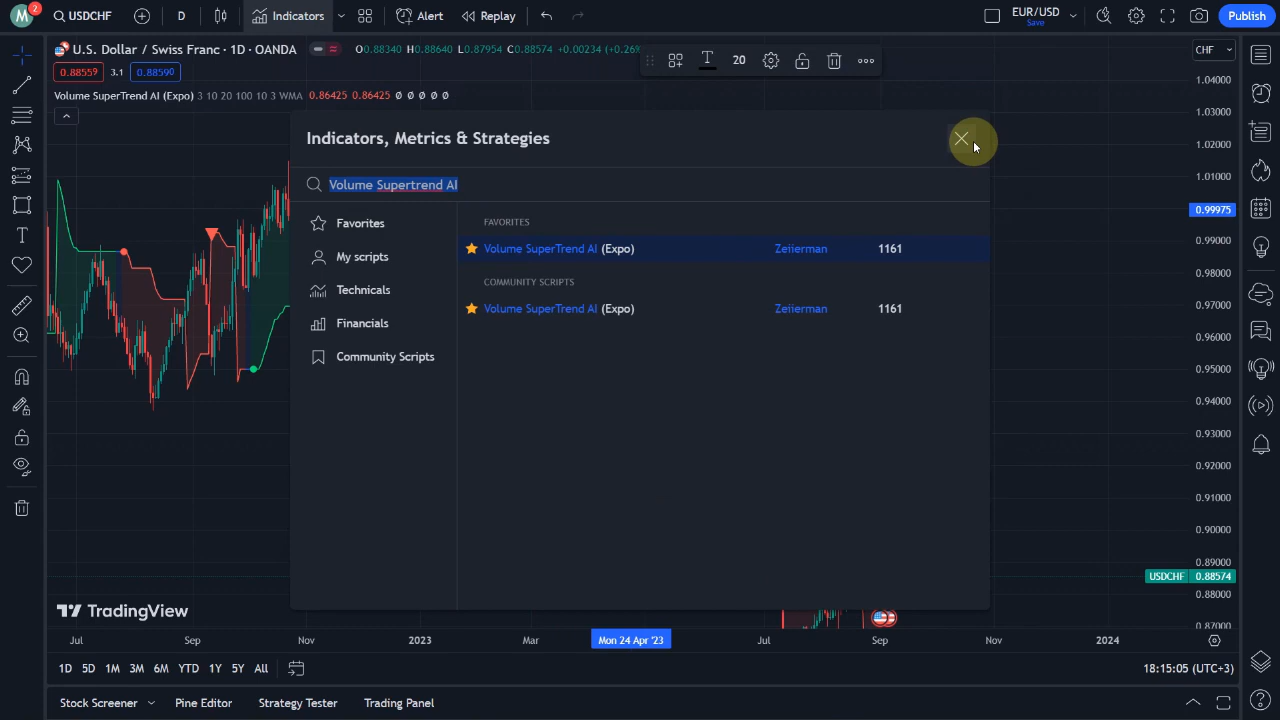 M 2 USDCHF D Indicators Alert Replay EUR/USD Save Publish
U.S. Dollar / Swiss Franc · 1D · OANDA O0.88340 H0.88640 L0.87954 C0.88574 +0.00234 (+0.26% T 20 CHF
0.88559 3.1 0.88590
Volume SuperTrend AI (Expo) 3 10 20 100 10 3 WMA 0.86425 0.86425 ∅ ∅ ∅ ∅ ∅
Indicators, Metrics & Strategies
Volume Supertrend AI
Favorites
My scripts
Technicals
Financials
Community Scripts
FAVORITES
Volume SuperTrend AI (Expo) Zeiierman 1161
COMMUNITY SCRIPTS
Volume SuperTrend AI (Expo) Zeiierman 1161
1.04000
1.03000
1.02000
1.01000
0.99975
0.99000
0.98000
0.97000
0.96000
0.95000
0.94000
0.93000
0.92000
0.91000
0.90000
0.89000
USDCHF 0.88574
0.88000
0.87000
TradingView
Jul Sep Nov 2023 Mar Mon 24 Apr '23 Jul Sep Nov 2024
1D 5D 1M 3M 6M YTD 1Y 5Y All 18:15:05 (UTC+3)
Stock Screener Pine Editor Strategy Tester Trading Panel